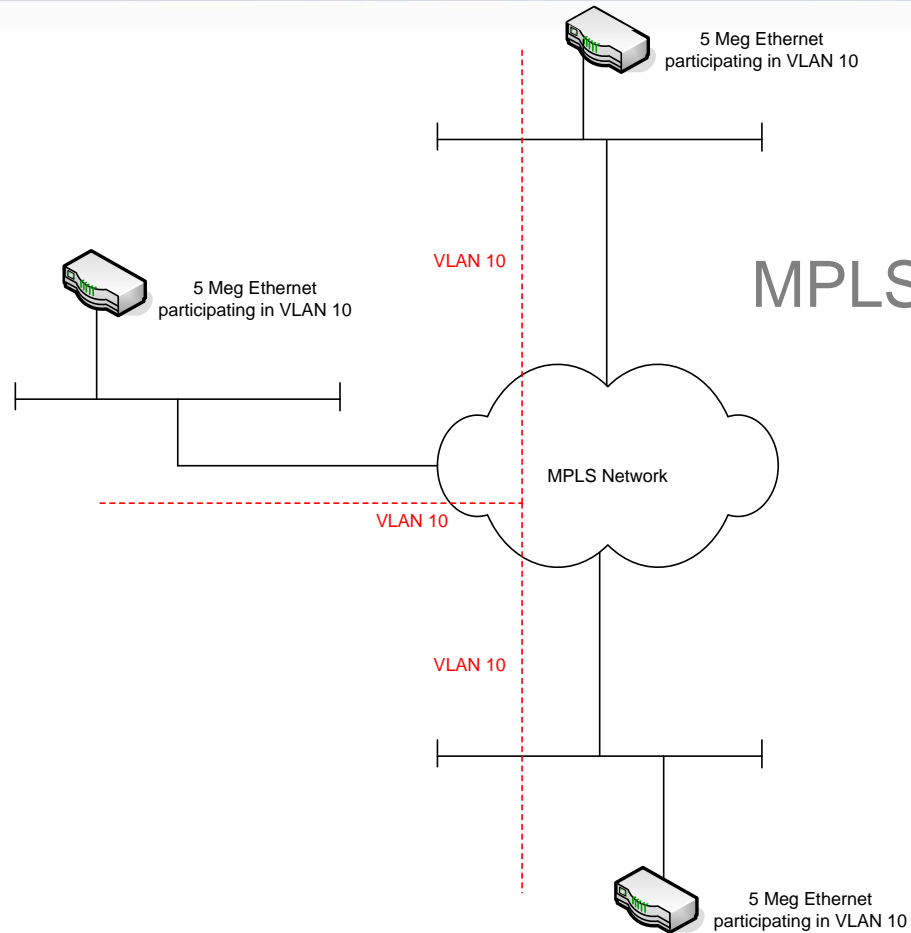 5 Meg Ethernet
participating in VLAN 10
VLAN 10
MPLS
5 Meg Ethernet
participating in VLAN 10
MPLS Network
VLAN 10
VLAN 10
5 Meg Ethernet
participating in VLAN 10